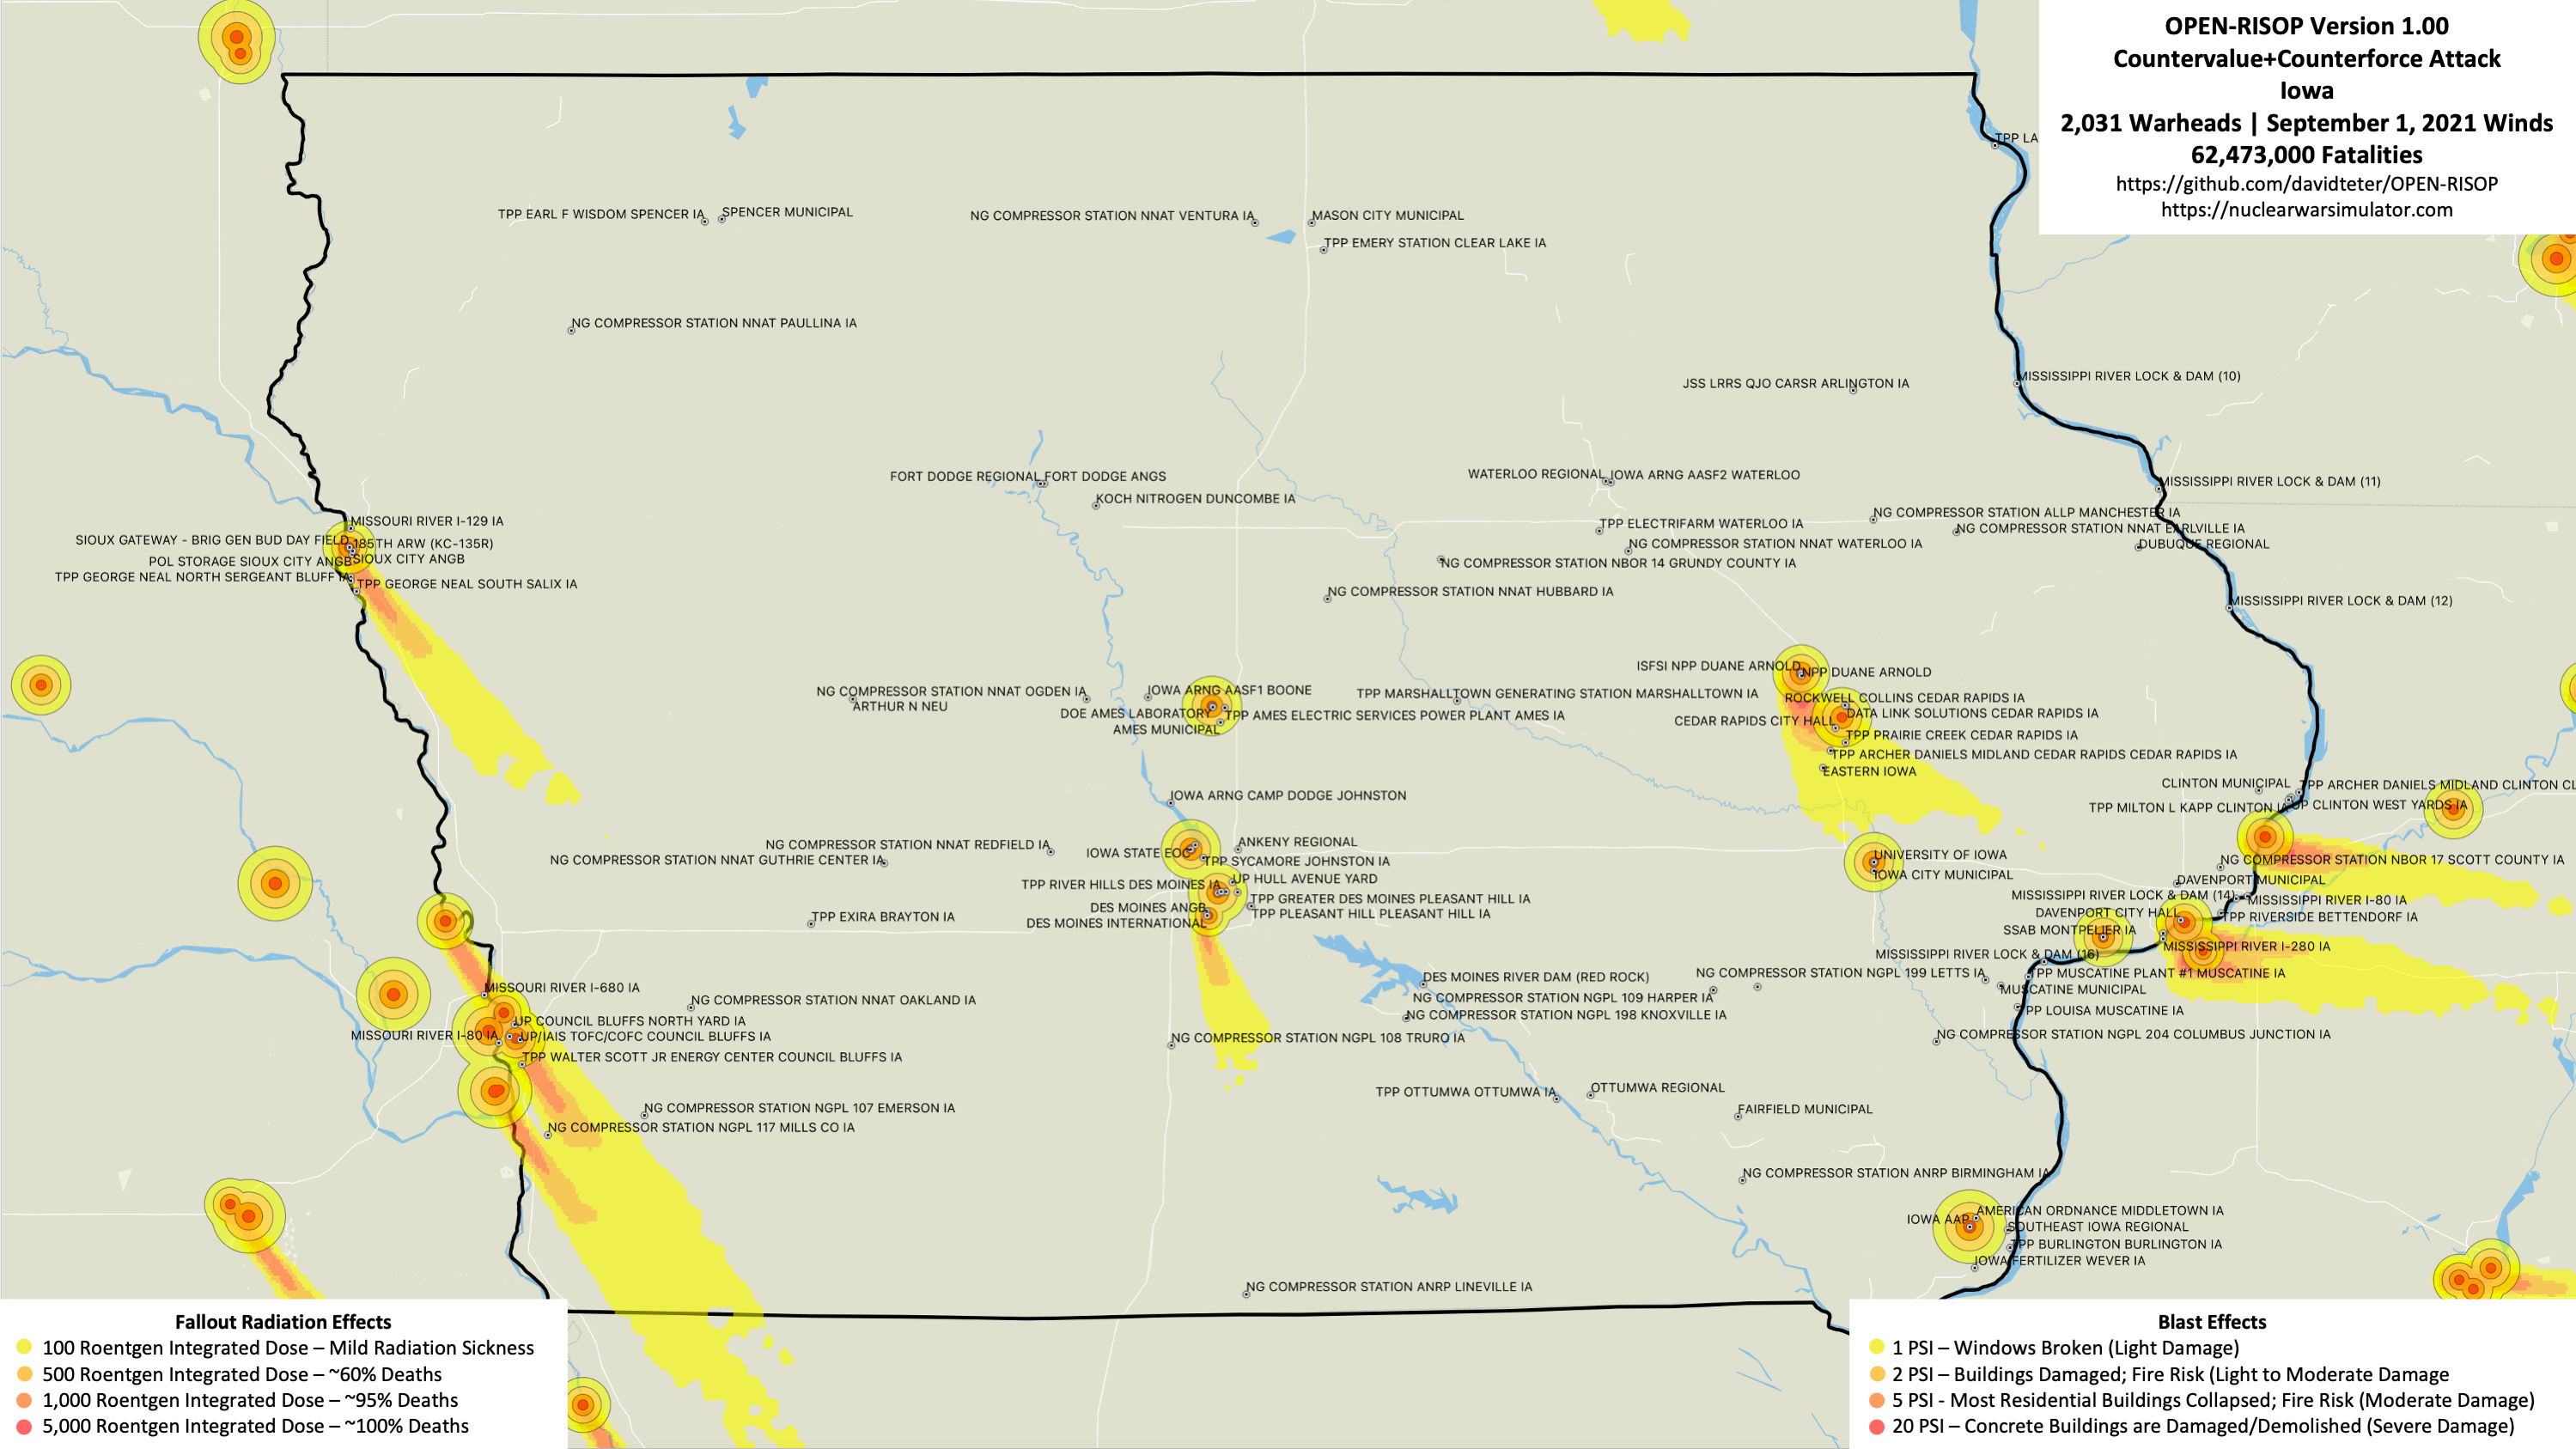 OPEN-RISOP Version 1.00
Countervalue+Counterforce Attack
Iowa
2,031 Warheads | September 1, 2021 Winds
62,473,000 Fatalities
https://github.com/davidteter/OPEN-RISOP
https://nuclearwarsimulator.com
TPP LA
TPP EARL F WISDOM SPENCER IA
SPENCER MUNICIPAL
NG COMPRESSOR STATION NNAT VENTURA IA
MASON CITY MUNICIPAL
TPP EMERY STATION CLEAR LAKE IA
NG COMPRESSOR STATION NNAT PAULLINA IA
JSS LRRS QJO CARSR ARLINGTON IA
MISSISSIPPI RIVER LOCK & DAM (10)
FORT DODGE REGIONAL
FORT DODGE ANGS
KOCH NITROGEN DUNCOMBE IA
WATERLOO REGIONAL
IOWA ARNG AASF2 WATERLOO
MISSISSIPPI RIVER LOCK & DAM (11)
MISSOURI RIVER I-129 IA
SIOUX GATEWAY - BRIG GEN BUD DAY FIELD
185TH ARW (KC-135R)
POL STORAGE SIOUX CITY ANGB
SIOUX CITY ANGB
TPP GEORGE NEAL NORTH SERGEANT BLUFF IA
TPP GEORGE NEAL SOUTH SALIX IA
TPP ELECTRIFARM WATERLOO IA
NG COMPRESSOR STATION ALLP MANCHESTER IA
NG COMPRESSOR STATION NNAT EARLVILLE IA
NG COMPRESSOR STATION NNAT WATERLOO IA
DUBUQUE REGIONAL
NG COMPRESSOR STATION NBOR 14 GRUNDY COUNTY IA
NG COMPRESSOR STATION NNAT HUBBARD IA
MISSISSIPPI RIVER LOCK & DAM (12)
ISFSI NPP DUANE ARNOLD
NPP DUANE ARNOLD
NG COMPRESSOR STATION NNAT OGDEN IA
IOWA ARNG AASF1 BOONE
TPP MARSHALLTOWN GENERATING STATION MARSHALLTOWN IA
ROCKWELL COLLINS CEDAR RAPIDS IA
ARTHUR N NEU
DOE AMES LABORATORY
TPP AMES ELECTRIC SERVICES POWER PLANT AMES IA
DATA LINK SOLUTIONS CEDAR RAPIDS IA
CEDAR RAPIDS CITY HALL
AMES MUNICIPAL
TPP PRAIRIE CREEK CEDAR RAPIDS IA
TPP ARCHER DANIELS MIDLAND CEDAR RAPIDS CEDAR RAPIDS IA
EASTERN IOWA
CLINTON MUNICIPAL
TPP ARCHER DANIELS MIDLAND CLINTON CL
IOWA ARNG CAMP DODGE JOHNSTON
TPP MILTON L KAPP CLINTON IA
UP CLINTON WEST YARDS IA
NG COMPRESSOR STATION NNAT REDFIELD IA
IOWA STATE EOC
ANKENY REGIONAL
NG COMPRESSOR STATION NNAT GUTHRIE CENTER IA
TPP SYCAMORE JOHNSTON IA
UNIVERSITY OF IOWA
NG COMPRESSOR STATION NBOR 17 SCOTT COUNTY IA
IOWA CITY MUNICIPAL
TPP RIVER HILLS DES MOINES IA
UP HULL AVENUE YARD
DAVENPORT MUNICIPAL
TPP GREATER DES MOINES PLEASANT HILL IA
MISSISSIPPI RIVER LOCK & DAM (14)
MISSISSIPPI RIVER I-80 IA
DES MOINES ANGB
TPP PLEASANT HILL PLEASANT HILL IA
DAVENPORT CITY HALL
TPP RIVERSIDE BETTENDORF IA
TPP EXIRA BRAYTON IA
DES MOINES INTERNATIONAL
SSAB MONTPELIER IA
MISSISSIPPI RIVER I-280 IA
MISSISSIPPI RIVER LOCK & DAM (16)
DES MOINES RIVER DAM (RED ROCK)
NG COMPRESSOR STATION NGPL 199 LETTS IA
TPP MUSCATINE PLANT #1 MUSCATINE IA
MISSOURI RIVER I-680 IA
MUSCATINE MUNICIPAL
NG COMPRESSOR STATION NNAT OAKLAND IA
NG COMPRESSOR STATION NGPL 109 HARPER IA
TPP LOUISA MUSCATINE IA
UP COUNCIL BLUFFS NORTH YARD IA
NG COMPRESSOR STATION NGPL 198 KNOXVILLE IA
MISSOURI RIVER I-80 IA
UP/IAIS TOFC/COFC COUNCIL BLUFFS IA
NG COMPRESSOR STATION NGPL 108 TRURO IA
NG COMPRESSOR STATION NGPL 204 COLUMBUS JUNCTION IA
TPP WALTER SCOTT JR ENERGY CENTER COUNCIL BLUFFS IA
TPP OTTUMWA OTTUMWA IA
OTTUMWA REGIONAL
NG COMPRESSOR STATION NGPL 107 EMERSON IA
FAIRFIELD MUNICIPAL
NG COMPRESSOR STATION NGPL 117 MILLS CO IA
NG COMPRESSOR STATION ANRP BIRMINGHAM IA
IOWA AAP
AMERICAN ORDNANCE MIDDLETOWN IA
SOUTHEAST IOWA REGIONAL
TPP BURLINGTON BURLINGTON IA
IOWA FERTILIZER WEVER IA
NG COMPRESSOR STATION ANRP LINEVILLE IA
Fallout Radiation Effects
100 Roentgen Integrated Dose – Mild Radiation Sickness
500 Roentgen Integrated Dose – ~60% Deaths
1,000 Roentgen Integrated Dose – ~95% Deaths
5,000 Roentgen Integrated Dose – ~100% Deaths
Blast Effects
1 PSI – Windows Broken (Light Damage)
2 PSI – Buildings Damaged; Fire Risk (Light to Moderate Damage
5 PSI - Most Residential Buildings Collapsed; Fire Risk (Moderate Damage)
20 PSI – Concrete Buildings are Damaged/Demolished (Severe Damage)